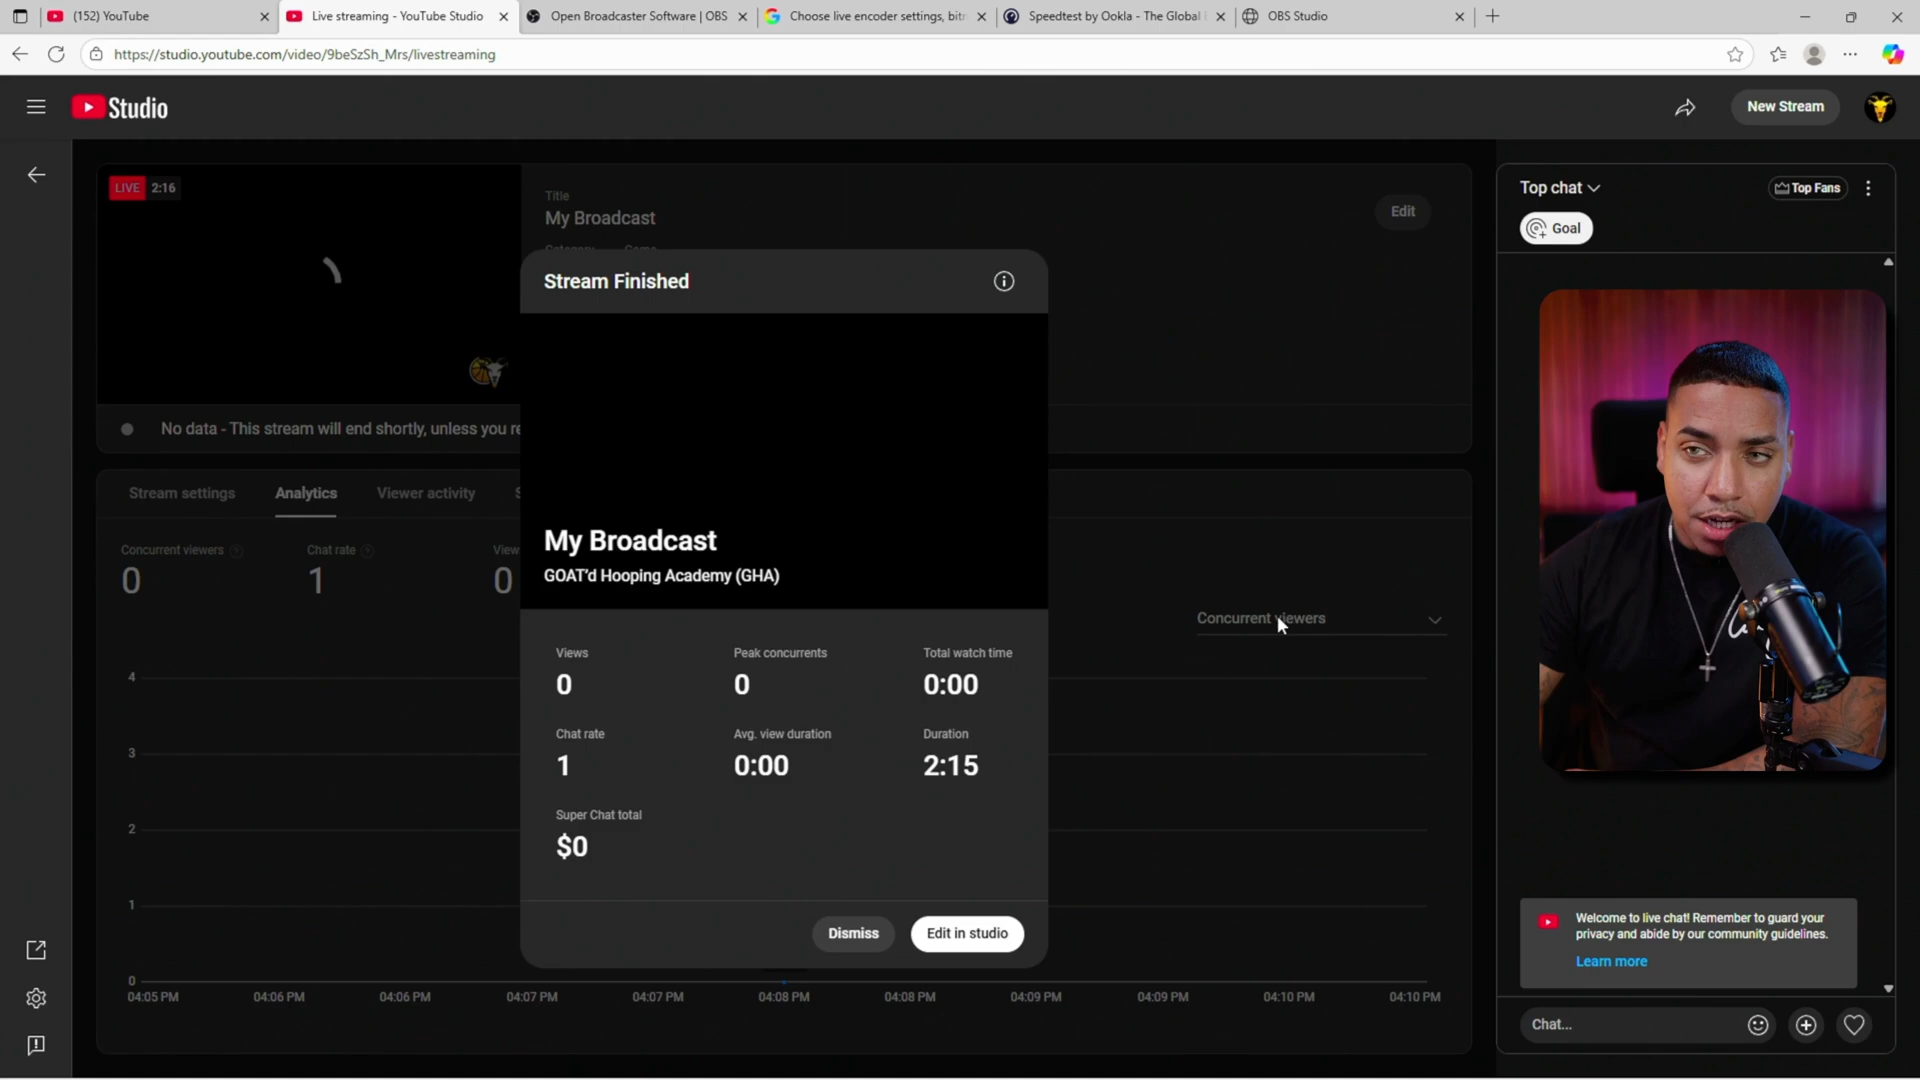 (152) YouTube
Live streaming - YouTube Studio
Open Broadcaster Software | OBS
Choose live encoder settings, bitr
Speedtest by Ookla - The Global
OBS Studio
https://studio.youtube.com/video/9beSzSh_Mrs/livestreaming
Studio
New Stream
LIVE 2:16
Title
My Broadcast
Edit
Category Game
No data - This stream will end shortly, unless you re
Stream settings
Analytics
Viewer activity
Concurrent viewers
0
Chat rate
1
View
0
Concurrent viewers
4
3
2
1
0
04:05 PM
04:06 PM
04:06 PM
04:07 PM
04:07 PM
04:08 PM
04:08 PM
04:09 PM
04:09 PM
04:10 PM
04:10 PM
Stream Finished
My Broadcast
GOAT'd Hooping Academy (GHA)
Views
0
Peak concurrents
0
Total watch time
0:00
Chat rate
1
Avg. view duration
0:00
Duration
2:15
Super Chat total
$0
Dismiss
Edit in studio
Top chat
Top Fans
Goal
Welcome to live chat! Remember to guard your
privacy and abide by our community guidelines.
Learn more
Chat...